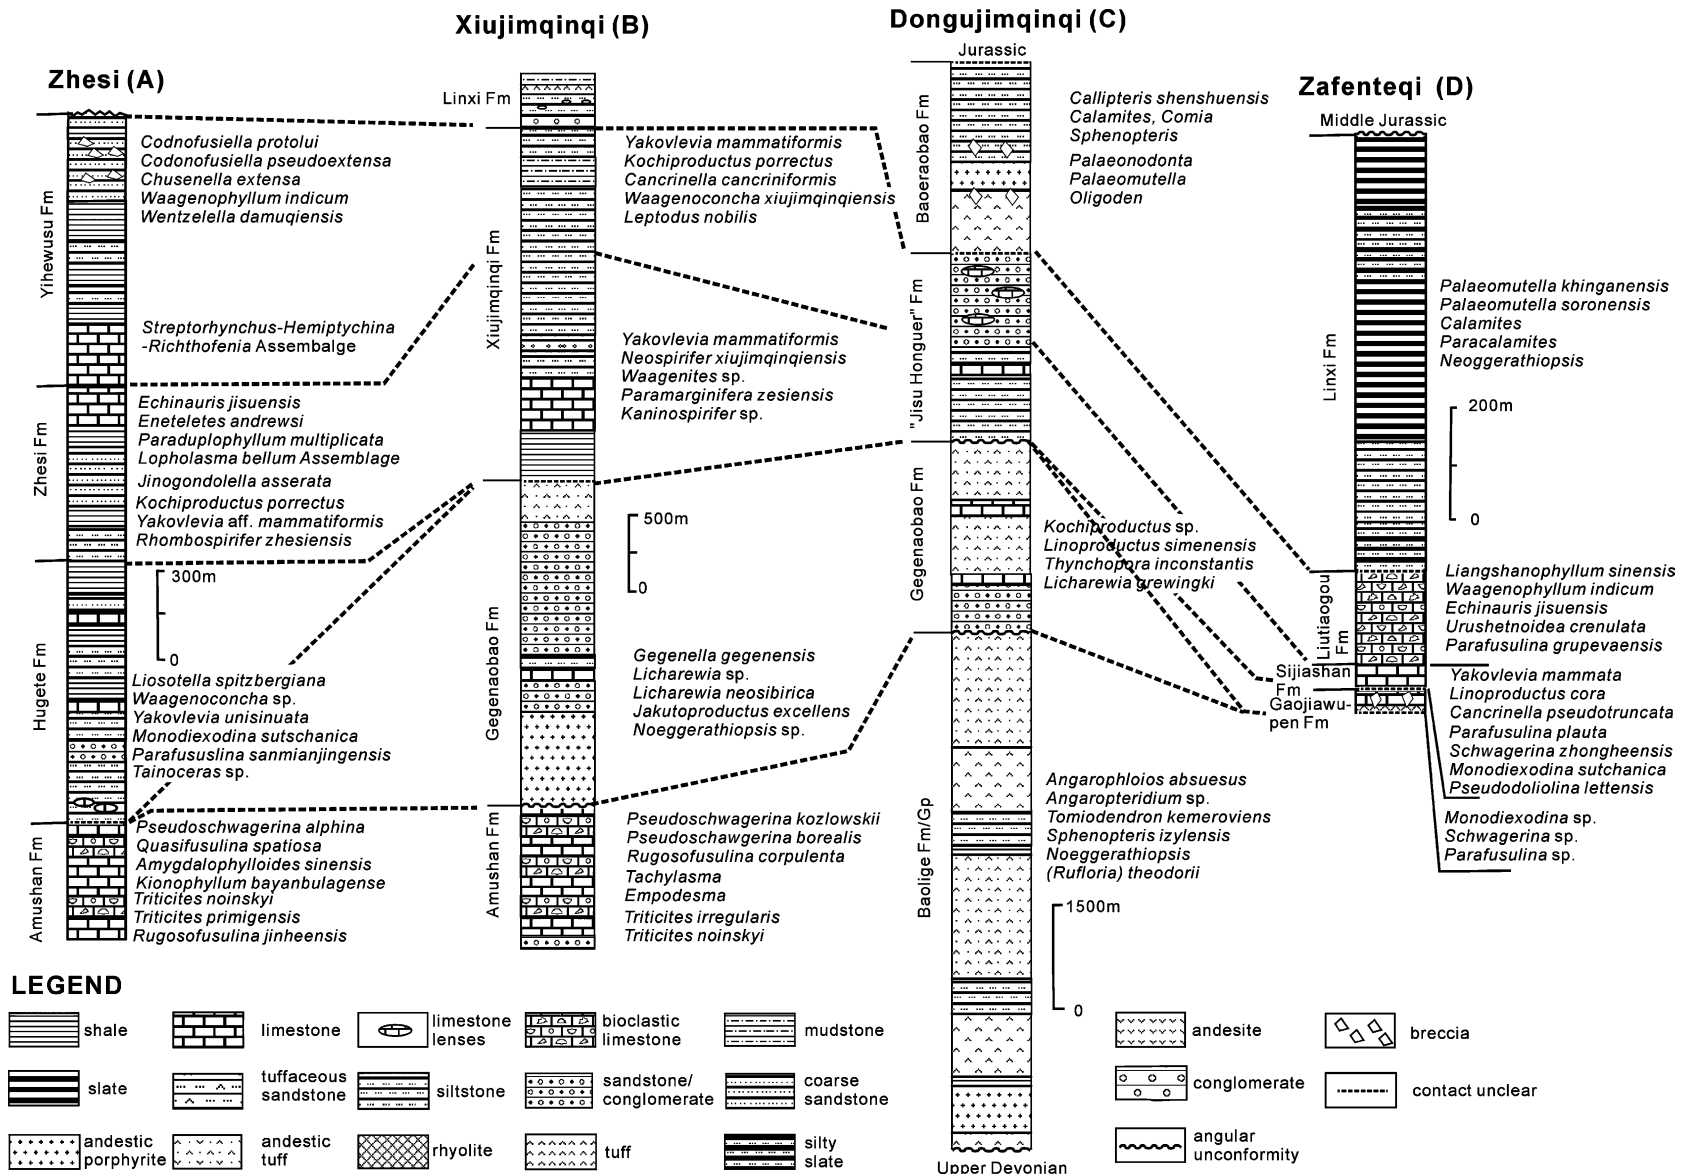 Zhesi (A)
Yihewusu Fm
Zhesi Fm
Hugete Fm
Amushan Fm
Codnofusiella protolui
Codonofusiella pseudoextensa
Chusenella extensa
Waagenophyllum indicum
Wentzelella damuqiensis
Streptorhynchus-Hemiptychina
-Richthofenia Assembalge
Echinauris jisuensis
Eneteletes andrewsi
Paraduplophyllum multiplicata
Lopholasma bellum Assemblage
Jinogondolella asserata
Kochiproductus porrectus
Yakovlevia aff. mammatiformis
Rhombospirifer zhesiensis
300m
0
Liosotella spitzbergiana
Waagenoconcha sp.
Yakovlevia unisinuata
Monodiexodina sutschanica
Parafususlina sanmianjingensis
Tainoceras sp.
Pseudoschwagerina alphina
Quasifusulina spatiosa
Amygdalophylloides sinensis
Kionophyllum bayanbulagense
Triticites noinskyi
Triticites primigensis
Rugosofusulina jinheensis
Xiujimqinqi (B)
Linxi Fm
Xiujimqinqi Fm
Gegenaobao Fm
Amushan Fm
Yakovlevia mammatiformis
Kochiproductus porrectus
Cancrinella cancriniformis
Waagenoconcha xiujimqinqiensis
Leptodus nobilis
Yakovlevia mammatiformis
Neospirifer xiujimqinqiensis
Waagenites sp.
Paramarginifera zesiensis
Kaninospirifer sp.
500m
0
Gegenella gegenensis
Licharewia sp.
Licharewia neosibirica
Jakutoproductus excellens
Noeggerathiopsis sp.
Pseudoschwagerina kozlowskii
Pseudoschawgerina borealis
Rugosofusulina corpulenta
Tachylasma
Empodesma
Triticites irregularis
Triticites noinskyi
Dongujimqinqi (C)
Jurassic
Baoeraobao Fm
"Jisu Honguer" Fm
Gegenaobao Fm
Baolige Fm/Gp
Callipteris shenshuensis
Calamites, Comia
Sphenopteris
Palaeonodonta
Palaeomutella
Oligoden
Kochiproductus sp.
Linoproductus simenensis
Thynchopora inconstantis
Licharewia grewingki
Angarophloios absuesus
Angaropteridium sp.
Tomiodendron kemeroviens
Sphenopteris izylensis
Noeggerathiopsis
(Rufloria) theodorii
1500m
0
Upper Devonian
Zafenteqi (D)
Middle Jurassic
Linxi Fm
Liutiaogou
Fm
Sijiashan
Fm
Gaojiawu-
pen Fm
Palaeomutella khinganensis
Palaeomutella soronensis
Calamites
Paracalamites
Neoggerathiopsis
200m
0
Liangshanophyllum sinensis
Waagenophyllum indicum
Echinauris jisuensis
Urushetnoidea crenulata
Parafusulina grupevaensis
Yakovlevia mammata
Linoproductus cora
Cancrinella pseudotruncata
Parafusulina plauta
Schwagerina zhongheensis
Monodiexodina sutchanica
Pseudodoliolina lettensis
Monodiexodina sp.
Schwagerina sp.
Parafusulina sp.
LEGEND
shale
limestone
limestone
lenses
bioclastic
limestone
mudstone
andesite
breccia
slate
tuffaceous
sandstone
siltstone
sandstone/
conglomerate
coarse
sandstone
conglomerate
contact unclear
andestic
porphyrite
andestic
tuff
rhyolite
tuff
silty
slate
angular
unconformity